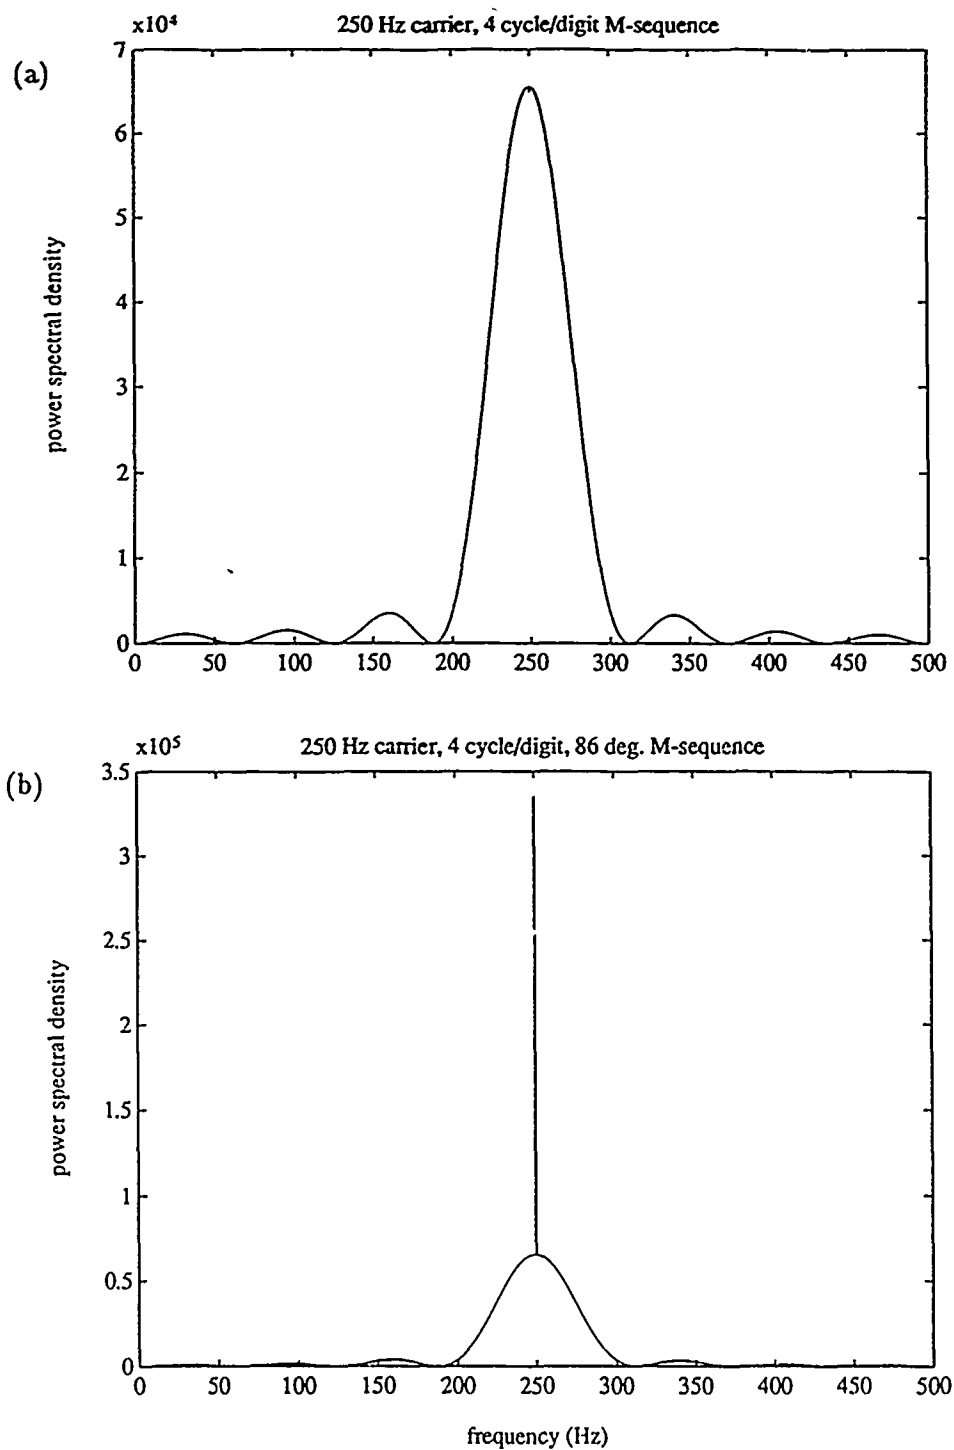 x10⁴ 250 Hz carrier, 4 cycle/digit M-sequence
(a)
7
6
5
4
3
2
1
0
power spectral density
0 50 100 150 200 250 300 350 400 450 500
x10⁵ 250 Hz carrier, 4 cycle/digit, 86 deg. M-sequence
(b)
3.5
3
2.5
2
1.5
1
0.5
0
power spectral density
0 50 100 150 200 250 300 350 400 450 500
frequency (Hz)